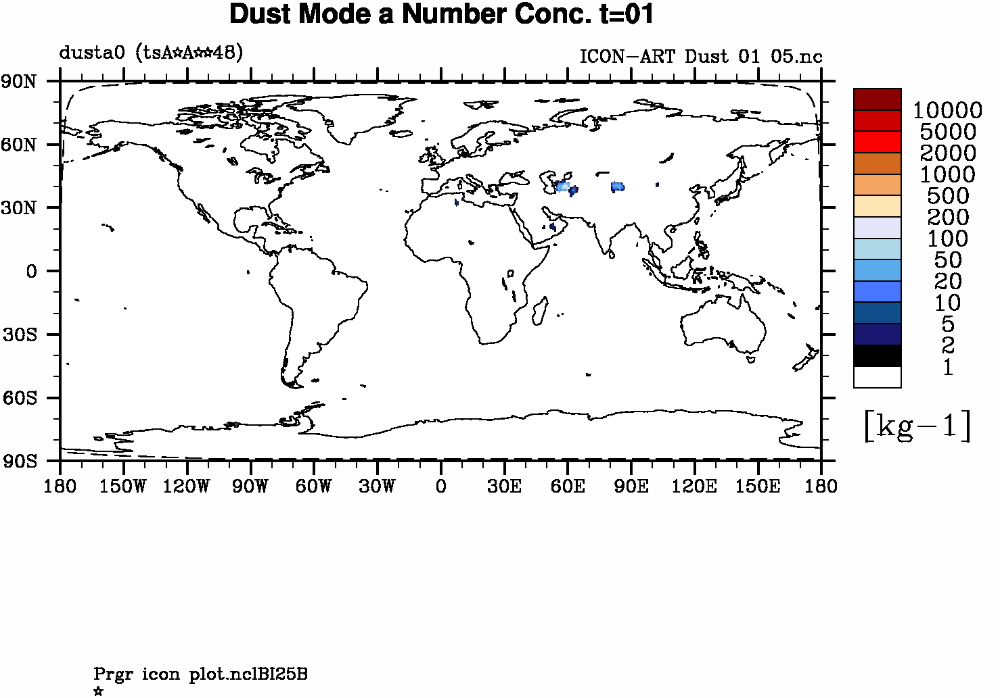 Dust Mode a Number Conc. t=01
dusta0 (tsA☆A☆☆48)
ICON-ART Dust 01 05.nc
90N
60N
30N
0
30S
60S
90S
180 150W 120W 90W 60W 30W 0 30E 60E 90E 120E 150E 180
10000
5000
2000
1000
500
200
100
50
20
10
5
2
1
[kg-1]
Prgr icon plot.nclBI25B
☆